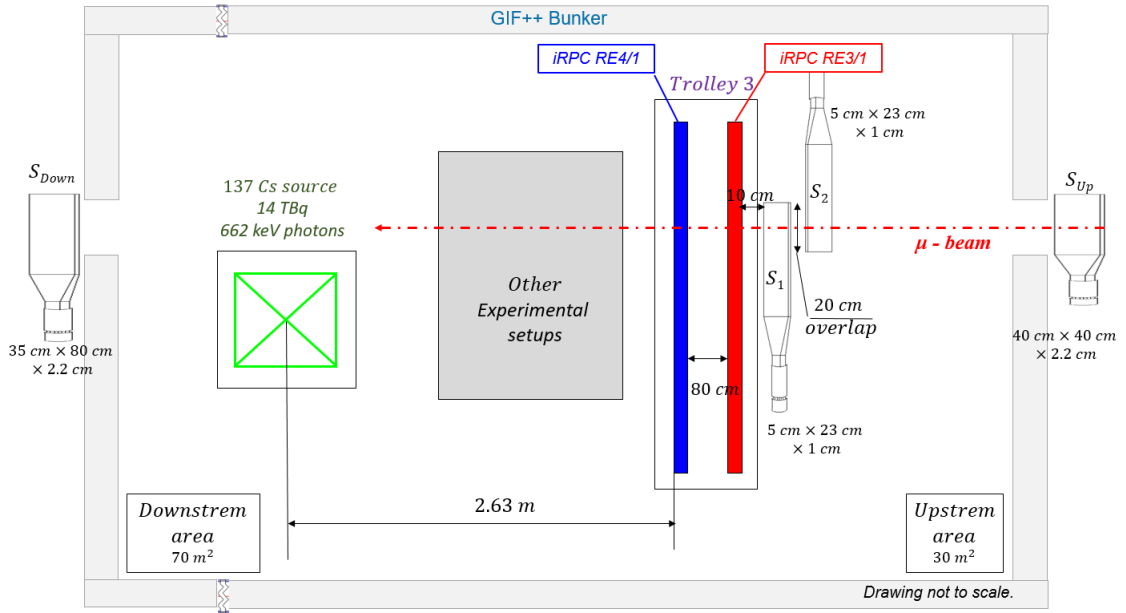 GIF++ Bunker
iRPC RE4/1
iRPC RE3/1
Trolley 3
5 cm × 23 cm
× 1 cm
S_Down
137 Cs source
14 TBq
662 keV photons
10 cm
S_2
S_Up
μ - beam
Other
Experimental
setups
S_1
20 cm
overlap
35 cm × 80 cm
× 2.2 cm
40 cm × 40 cm
× 2.2 cm
80 cm
5 cm × 23 cm
× 1 cm
2.63 m
Downstrem
area
70 m²
Upstrem
area
30 m²
Drawing not to scale.